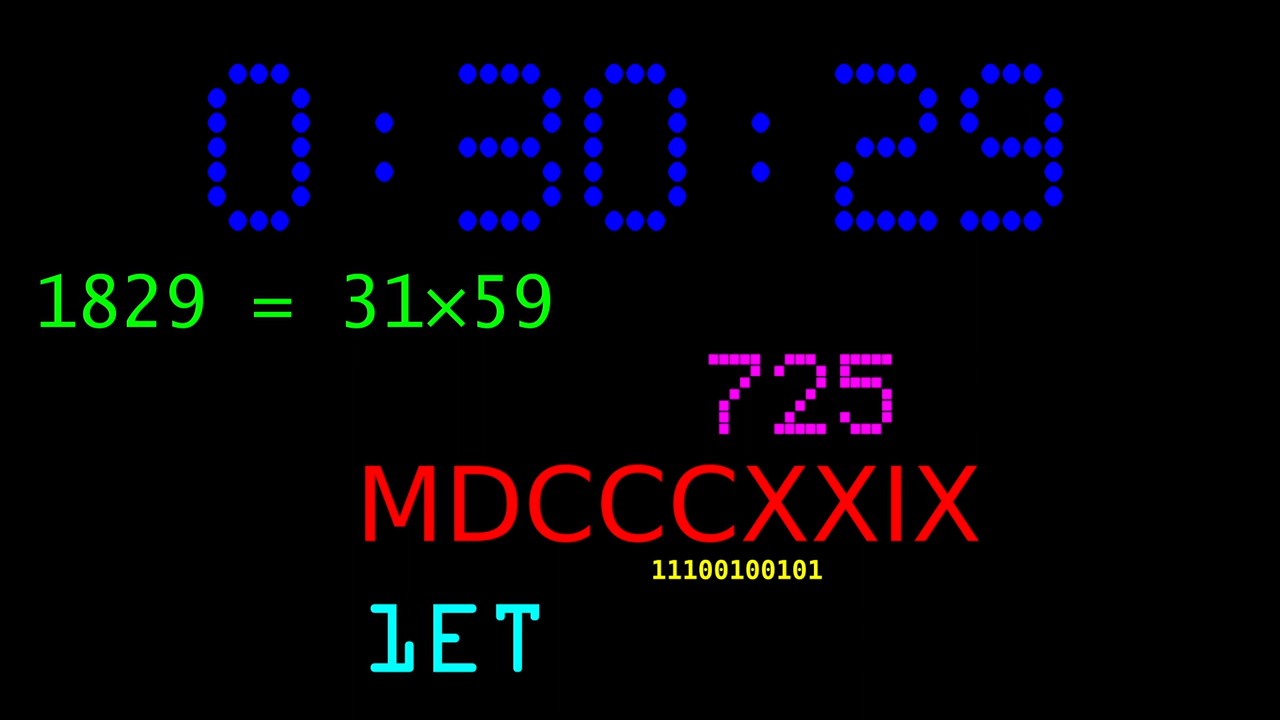 0:30:29
1829 = 31×59
725
MDCCCXXIX
11100100101
1ET